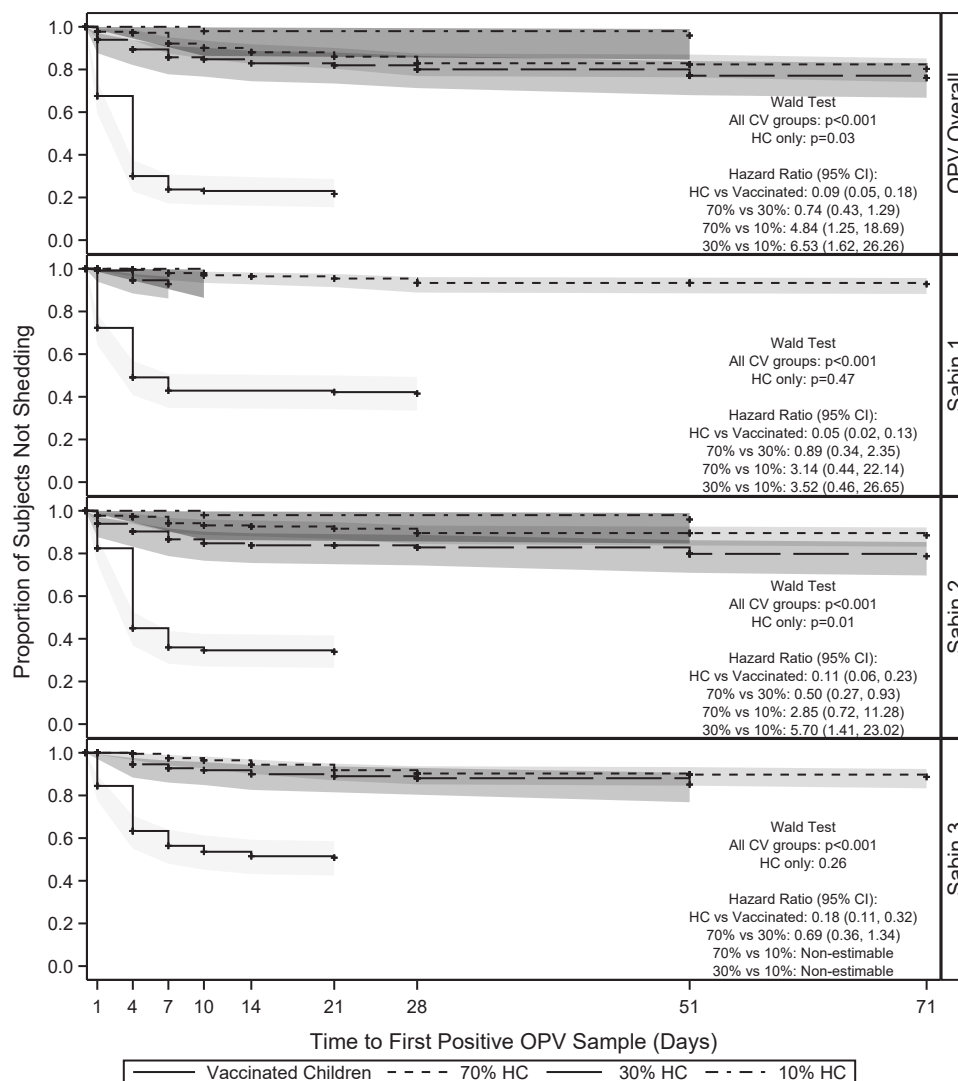 Proportion of Subjects Not Shedding
1.0
0.8
0.6
0.4
0.2
0.0
Wald Test
All CV groups: p<0.001
HC only: p=0.03
Hazard Ratio (95% CI):
HC vs Vaccinated: 0.09 (0.05, 0.18)
70% vs 30%: 0.74 (0.43, 1.29)
70% vs 10%: 4.84 (1.25, 18.69)
30% vs 10%: 6.53 (1.62, 26.26)
OPV Overall
1.0
0.8
0.6
0.4
0.2
0.0
Wald Test
All CV groups: p<0.001
HC only: p=0.47
Hazard Ratio (95% CI):
HC vs Vaccinated: 0.05 (0.02, 0.13)
70% vs 30%: 0.89 (0.34, 2.35)
70% vs 10%: 3.14 (0.44, 22.14)
30% vs 10%: 3.52 (0.46, 26.65)
Sabin 1
1.0
0.8
0.6
0.4
0.2
0.0
Wald Test
All CV groups: p<0.001
HC only: p=0.01
Hazard Ratio (95% CI):
HC vs Vaccinated: 0.11 (0.06, 0.23)
70% vs 30%: 0.50 (0.27, 0.93)
70% vs 10%: 2.85 (0.72, 11.28)
30% vs 10%: 5.70 (1.41, 23.02)
Sabin 2
1.0
0.8
0.6
0.4
0.2
0.0
Wald Test
All CV groups: p<0.001
HC only: 0.26
Hazard Ratio (95% CI):
HC vs Vaccinated: 0.18 (0.11, 0.32)
70% vs 30%: 0.69 (0.36, 1.34)
70% vs 10%: Non-estimable
30% vs 10%: Non-estimable
Sabin 3
1 4 7 10 14 21 28 51 71
Time to First Positive OPV Sample (Days)
Vaccinated Children 70% HC 30% HC 10% HC